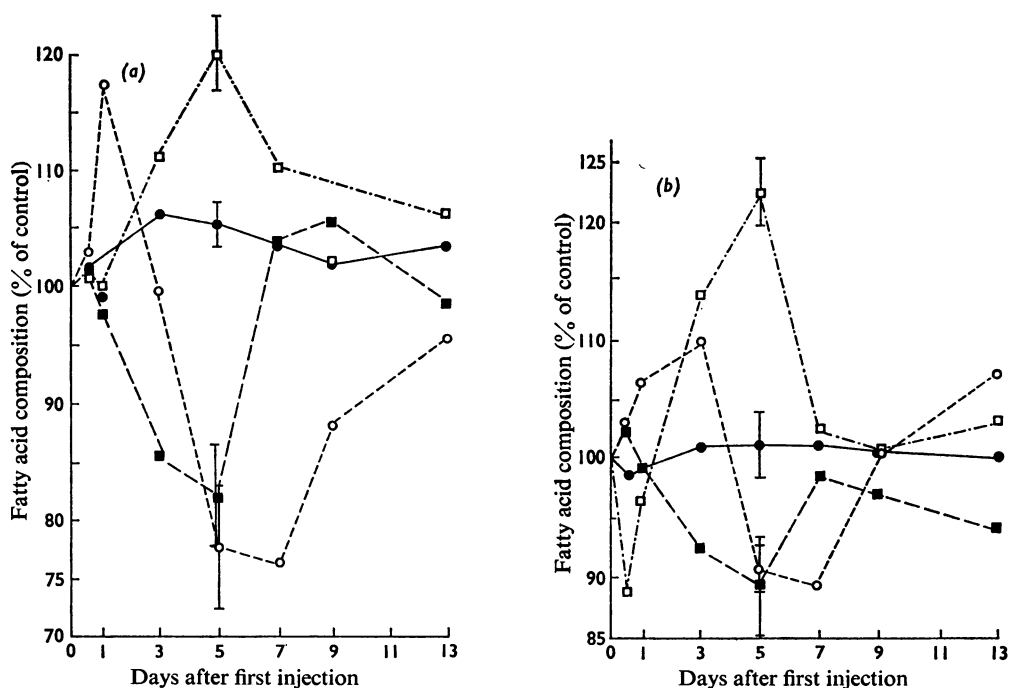 (a)
Fatty acid composition (% of control)
120
110
100
90
80
75
70
0 1 3 5 7 9 11 13
Days after first injection
(b)
Fatty acid composition (% of control)
125
120
110
100
90
85
0 1 3 5 7 9 11 13
Days after first injection